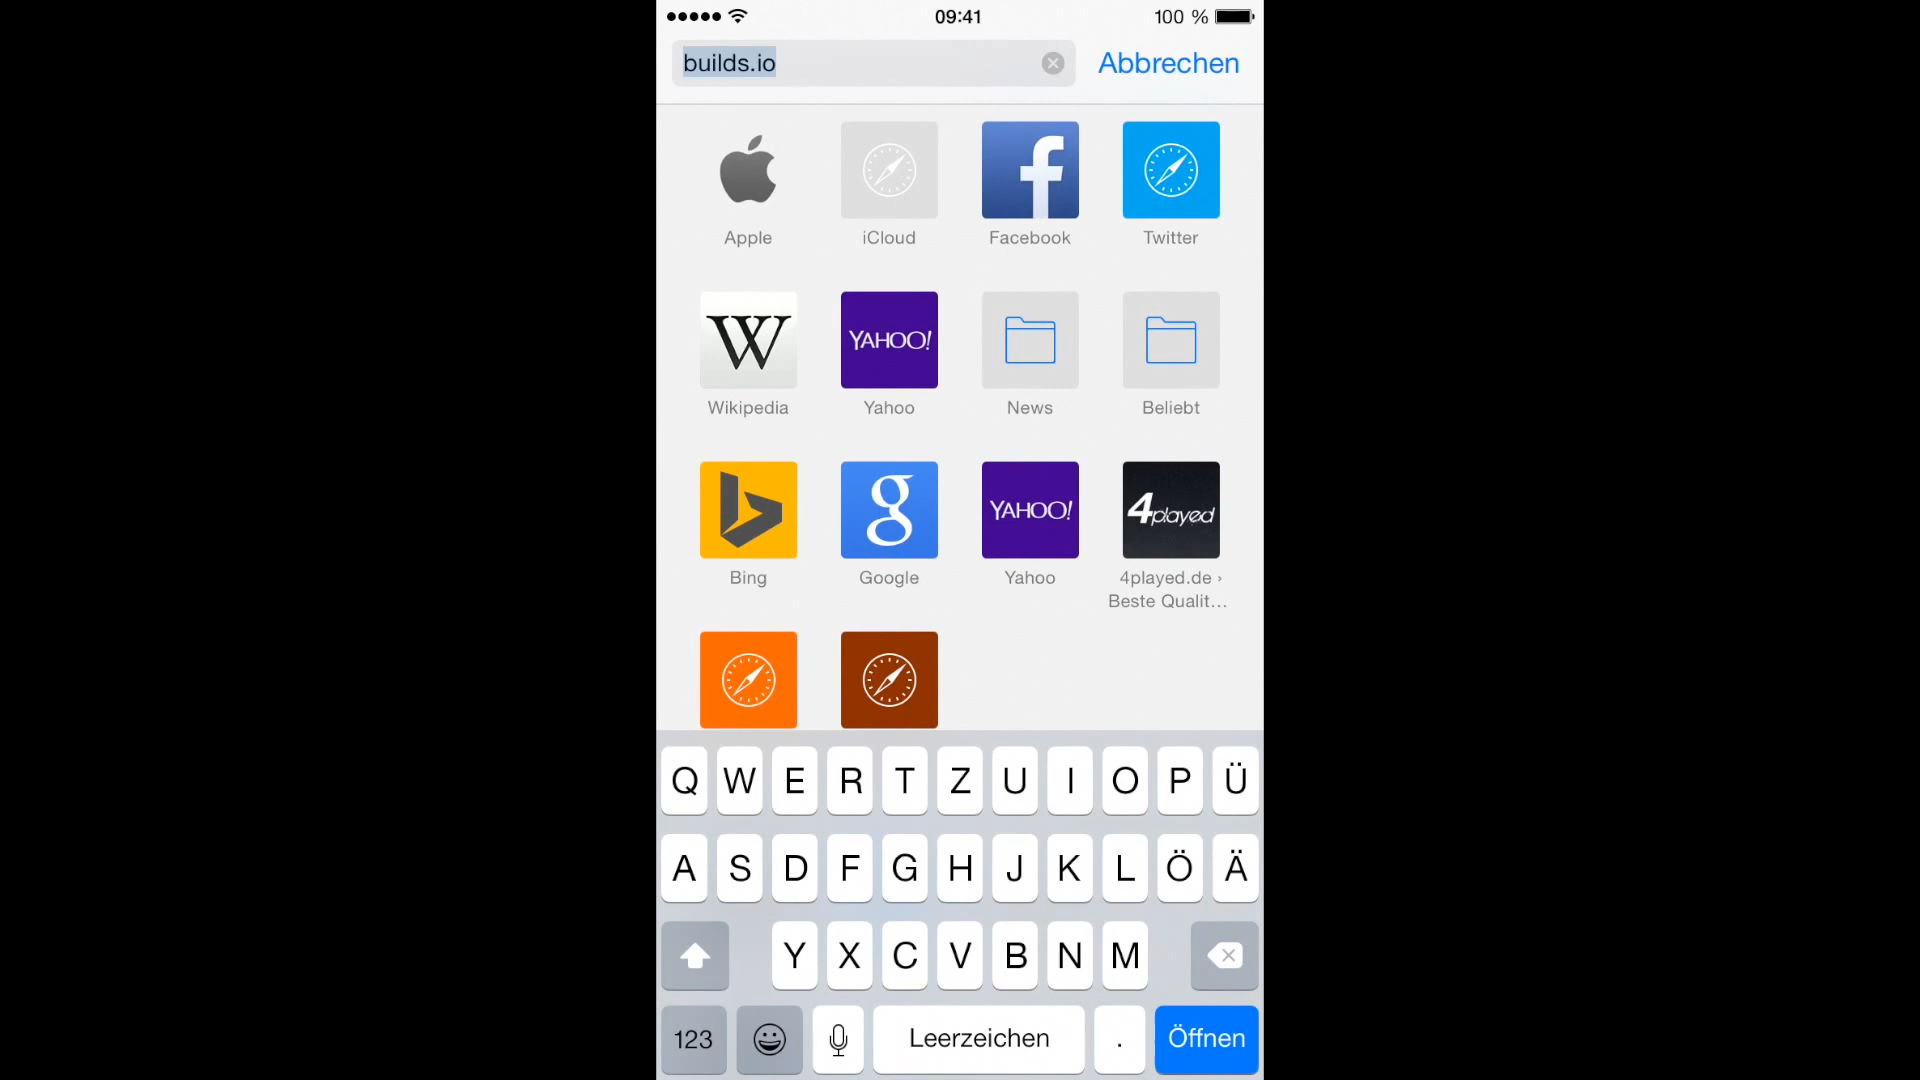 09:41
100 %
builds.io
Abbrechen
Apple
iCloud
Facebook
Twitter
W
YAHOO!
Wikipedia
Yahoo
News
Beliebt
g
YAHOO!
4played
Bing
Google
Yahoo
4played.de ›
Beste Qualit...
Q W E R T Z U I O P Ü
A S D F G H J K L Ö Ä
Y X C V B N M
123
Leerzeichen
.
Öffnen